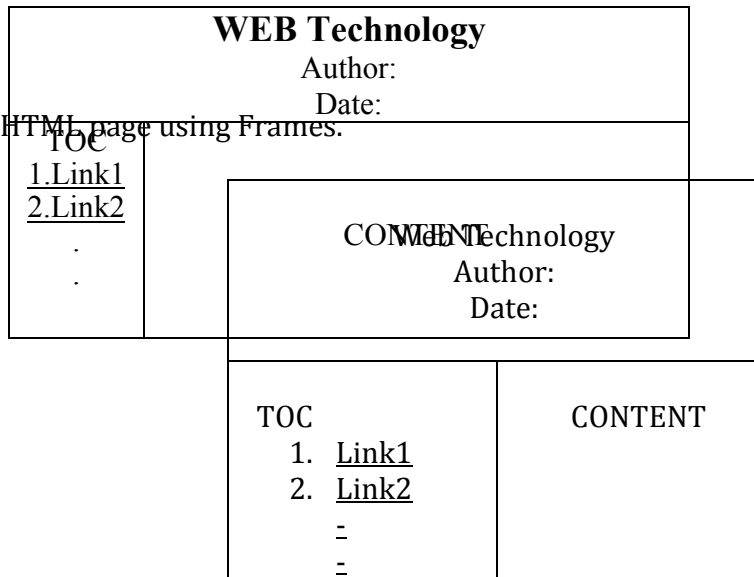 WEB Technology
Author:
Date:
HTML page using Frames.
TOC
1.Link1
2.Link2
.
.
CONTENT
Web Technology
Author:
Date:
TOC
CONTENT
1. Link1
2. Link2
-
-